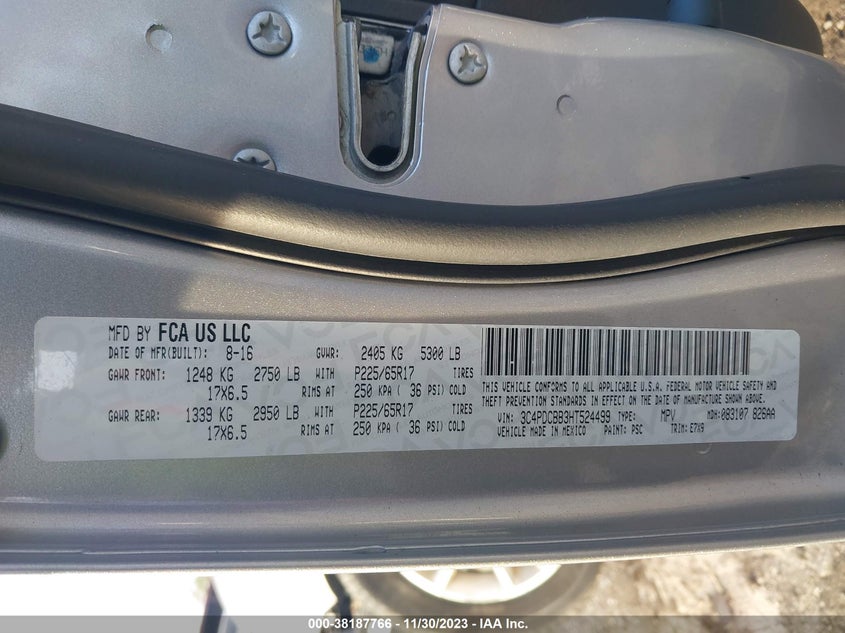 MFD BY FCA US LLC
DATE OF MFR(BUILT): 8-16 GVWR: 2405 KG 5300 LB
GAWR FRONT: 1248 KG 2750 LB WITH P225/65R17 TIRES
17X6.5 RIMS AT 250 KPA ( 36 PSI) COLD
GAWR REAR: 1339 KG 2950 LB WITH P225/65R17 TIRES
17X6.5 RIMS AT 250 KPA ( 36 PSI) COLD
THIS VEHICLE CONFORMS TO ALL APPLICABLE U.S.A. FEDERAL MOTOR VEHICLE SAFETY AND
THEFT PREVENTION STANDARDS IN EFFECT ON THE DATE OF MANUFACTURE SHOWN ABOVE.
VIN: 3C4PDCBB3HT524499 TYPE: MPV MDH: 083107 826AA
VEHICLE MADE IN MEXICO PAINT: PSC TRIM: E7X9
000-38187766 - 11/30/2023 - IAA Inc.